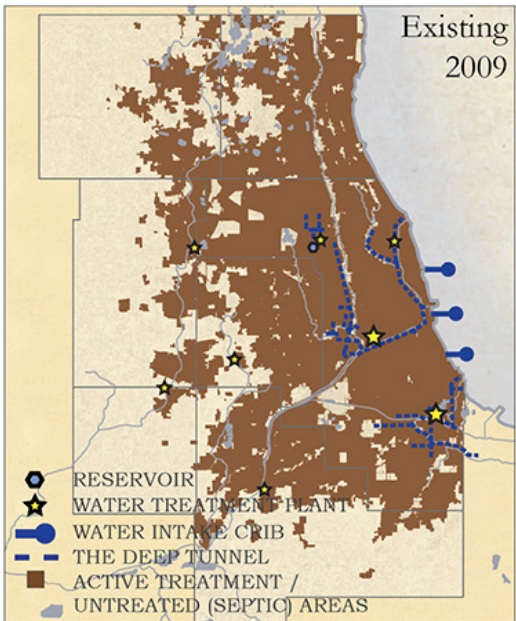 Existing
2009
RESERVOIR
WATER TREATMENT PLANT
WATER INTAKE CRIB
THE DEEP TUNNEL
ACTIVE TREATMENT /
UNTREATED (SEPTIC) AREAS